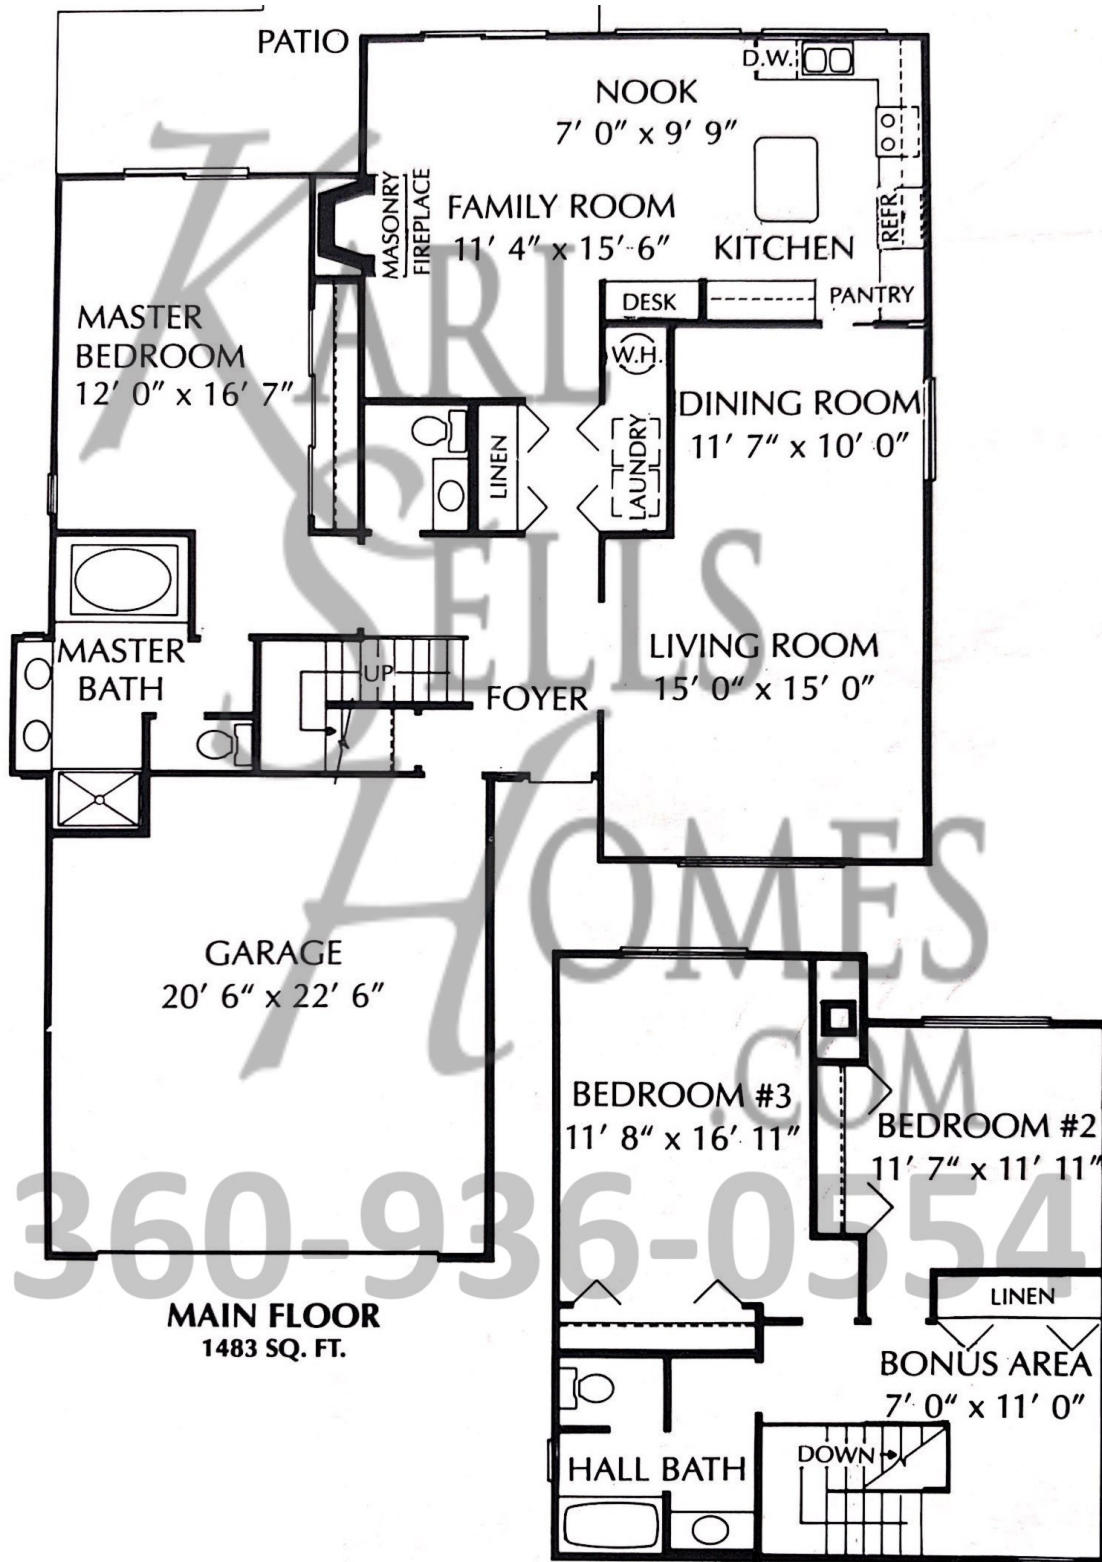 PATIO
D.W.
NOOK
7' 0" x 9' 9"
MASONRY
FIREPLACE
FAMILY ROOM
11' 4" x 15' 6"
REFR.
KITCHEN
DESK
PANTRY
MASTER
BEDROOM
12' 0" x 16' 7"
W.H.
DINING ROOM
11' 7" x 10' 0"
LINEN
LAUNDRY
MASTER
BATH
UP
FOYER
LIVING ROOM
15' 0" x 15' 0"
KARL
SELLS
HOMES
.COM
360-936-0554
GARAGE
20' 6" x 22' 6"
MAIN FLOOR
1483 SQ. FT.
BEDROOM #3
11' 8" x 16' 11"
BEDROOM #2
11' 7" x 11' 11"
LINEN
BONUS AREA
7' 0" x 11' 0"
DOWN
HALL BATH